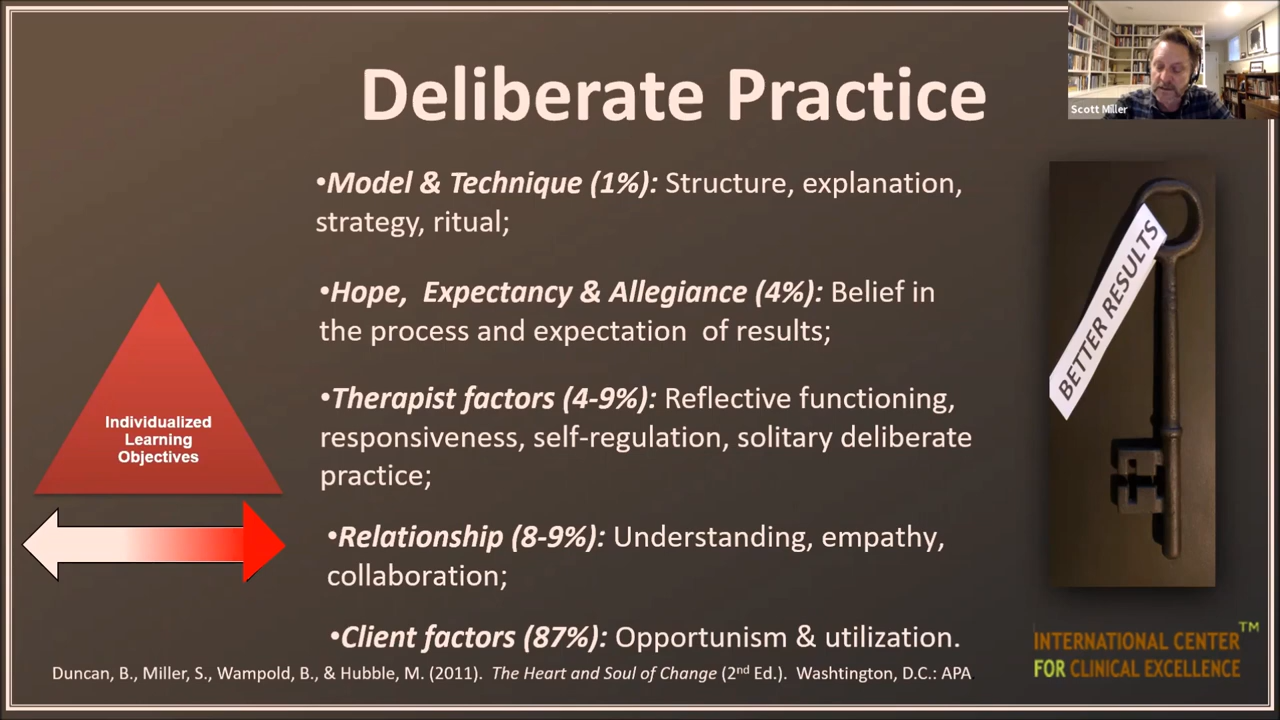 Deliberate Practice
Scott Miller
•Model & Technique (1%): Structure, explanation,
strategy, ritual;
•Hope, Expectancy & Allegiance (4%): Belief in
the process and expectation of results;
•Therapist factors (4-9%): Reflective functioning,
responsiveness, self-regulation, solitary deliberate
practice;
•Relationship (8-9%): Understanding, empathy,
collaboration;
•Client factors (87%): Opportunism & utilization.
Individualized
Learning
Objectives
BETTER RESULTS
INTERNATIONAL CENTER™
FOR CLINICAL EXCELLENCE
Duncan, B., Miller, S., Wampold, B., & Hubble, M. (2011). The Heart and Soul of Change (2nd Ed.). Washtington, D.C.: APA.